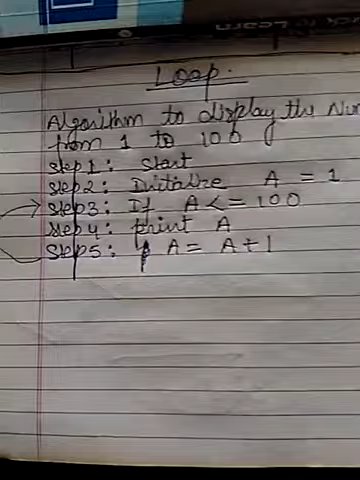 Loop.
Algorithm to display the Num
from 1 to 100
Step1: Start
Step2: Initialize A = 1
Step3: If A <= 100
Step4: print A
Step5: A = A + 1